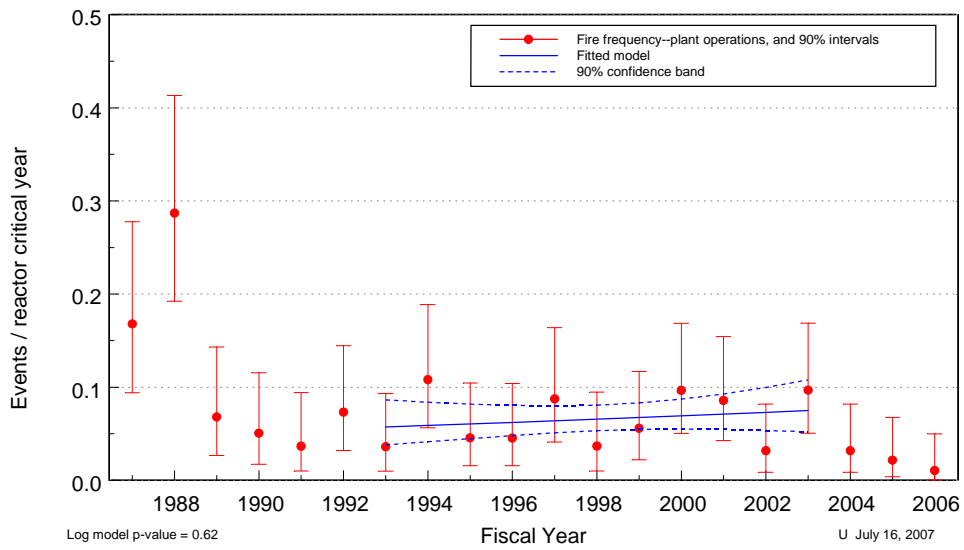 0.5
0.4
0.3
0.2
0.1
0.0
Events / reactor critical year
Fire frequency--plant operations, and 90% intervals
Fitted model
90% confidence band
1988 1990 1992 1994 1996 1998 2000 2002 2004 2006
Fiscal Year
Log model p-value = 0.62
U July 16, 2007